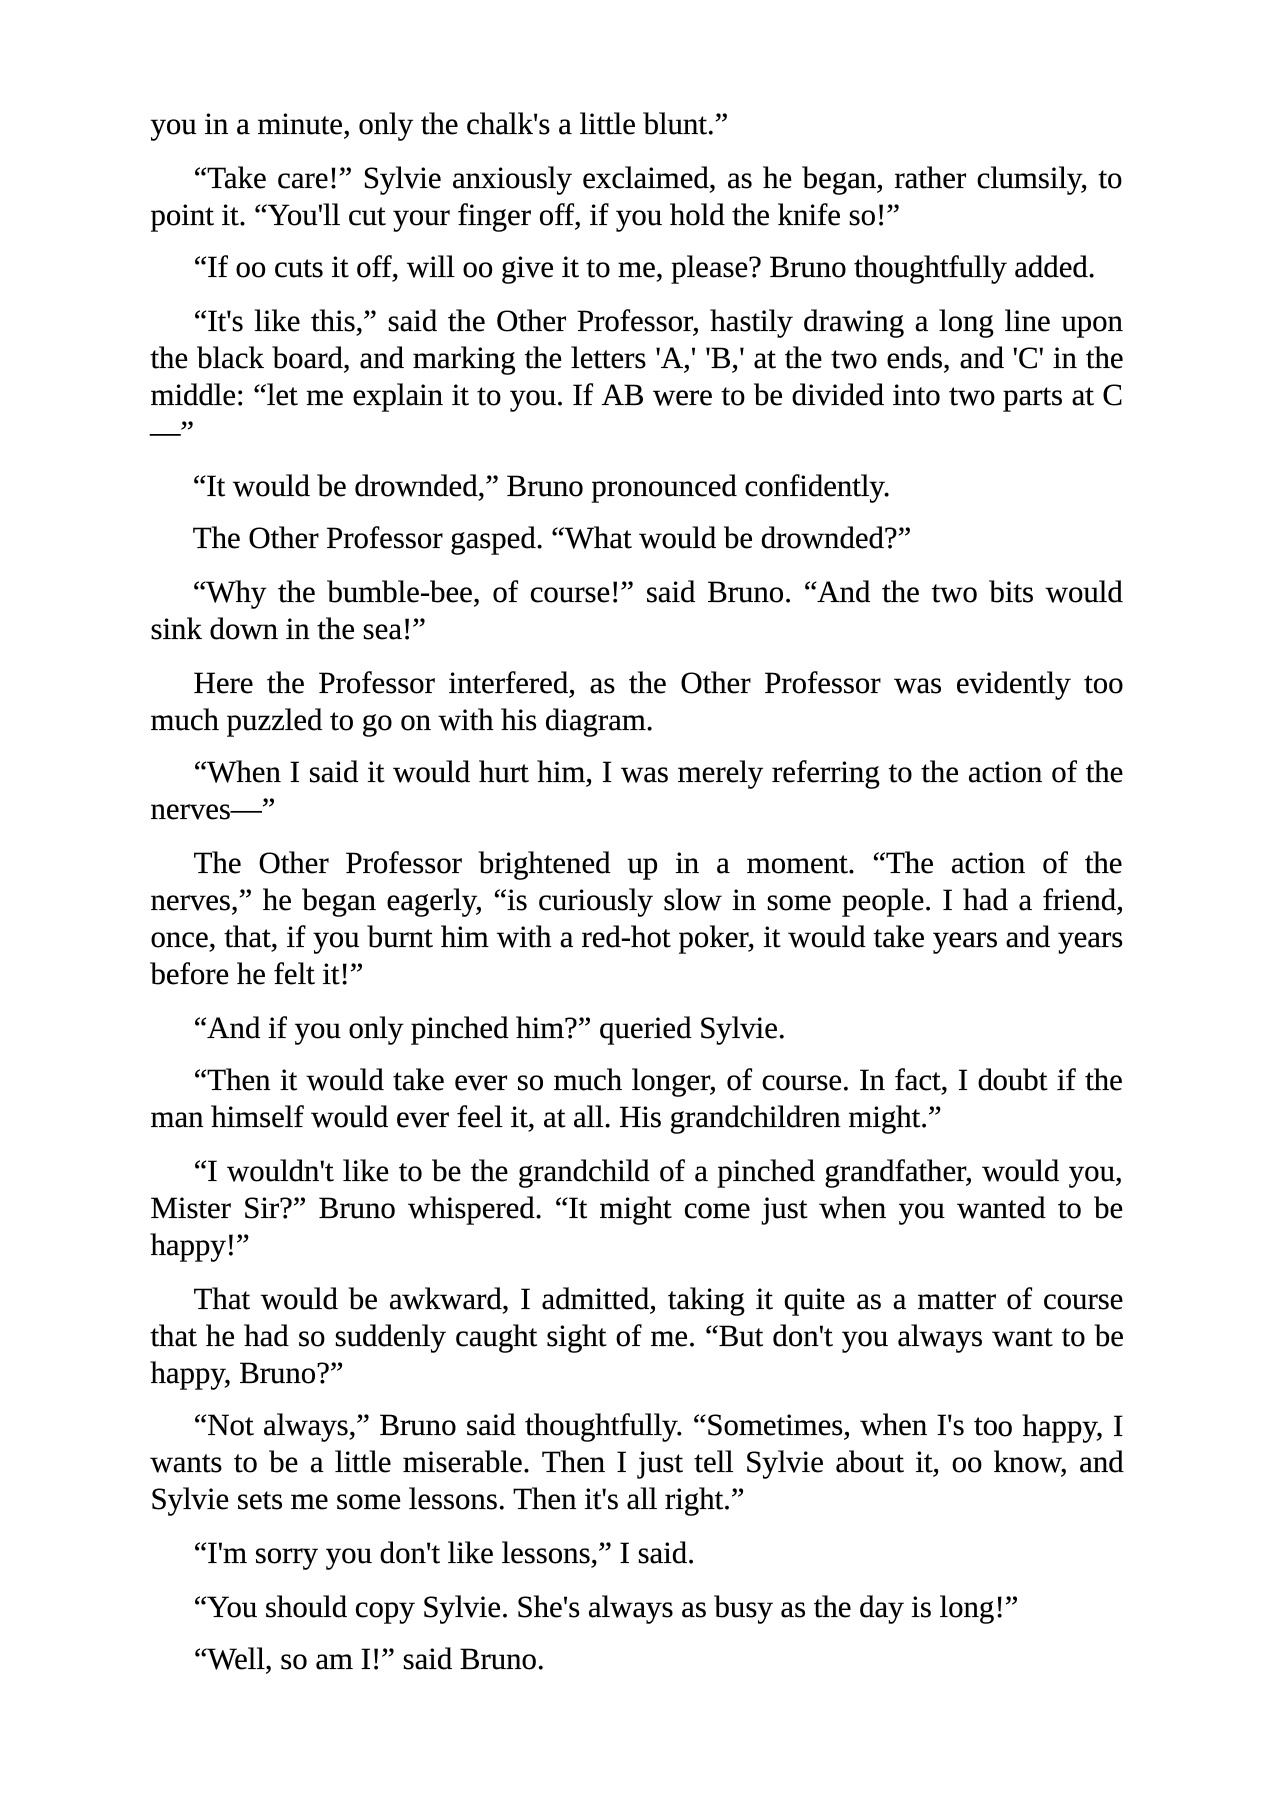 you in a minute, only the chalk's a little blunt.”
“Take care!” Sylvie anxiously exclaimed, as he began, rather clumsily, to
point it. “You'll cut your finger off, if you hold the knife so!”
“If oo cuts it off, will oo give it to me, please? Bruno thoughtfully added.
“It's like this,” said the Other Professor, hastily drawing a long line upon
the black board, and marking the letters 'A,' 'B,' at the two ends, and 'C' in the
middle: “let me explain it to you. If AB were to be divided into two parts at C
—”
“It would be drownded,” Bruno pronounced confidently.
The Other Professor gasped. “What would be drownded?”
“Why the bumble-bee, of course!” said Bruno. “And the two bits would
sink down in the sea!”
Here the Professor interfered, as the Other Professor was evidently too
much puzzled to go on with his diagram.
“When I said it would hurt him, I was merely referring to the action of the
nerves—”
The Other Professor brightened up in a moment. “The action of the
nerves,” he began eagerly, “is curiously slow in some people. I had a friend,
once, that, if you burnt him with a red-hot poker, it would take years and years
before he felt it!”
“And if you only pinched him?” queried Sylvie.
“Then it would take ever so much longer, of course. In fact, I doubt if the
man himself would ever feel it, at all. His grandchildren might.”
“I wouldn't like to be the grandchild of a pinched grandfather, would you,
Mister Sir?” Bruno whispered. “It might come just when you wanted to be
happy!”
That would be awkward, I admitted, taking it quite as a matter of course
that he had so suddenly caught sight of me. “But don't you always want to be
happy, Bruno?”
“Not always,” Bruno said thoughtfully. “Sometimes, when I's too happy, I
wants to be a little miserable. Then I just tell Sylvie about it, oo know, and
Sylvie sets me some lessons. Then it's all right.”
“I'm sorry you don't like lessons,” I said.
“You should copy Sylvie. She's always as busy as the day is long!”
“Well, so am I!” said Bruno.